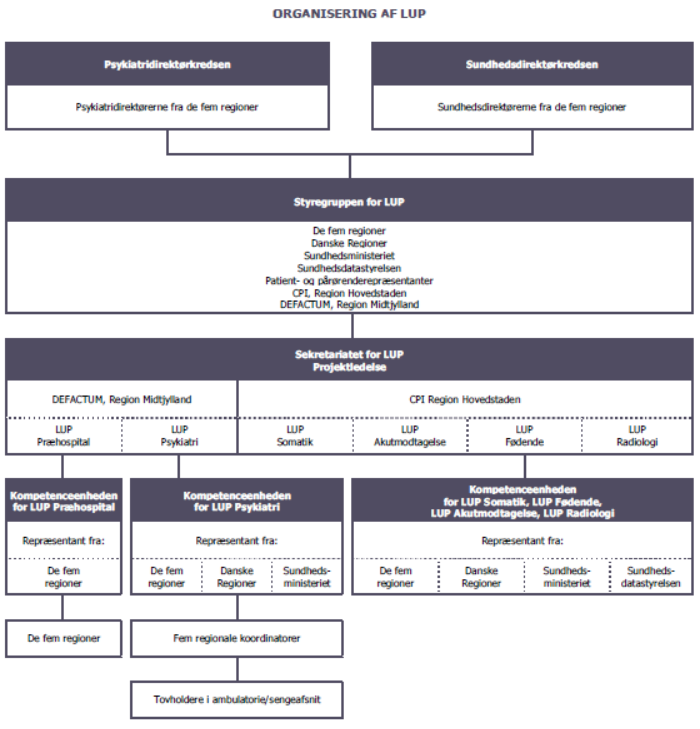 ORGANISERING AF LUP
Psykiatridirektørkredsen
Psykiatridirektørerne fra de fem regioner
Sundhedsdirektørkredsen
Sundhedsdirektørerne fra de fem regioner
Styregruppen for LUP
De fem regioner
Danske Regioner
Sundhedsministeriet
Sundhedsdatastyrelsen
Patient- og pårørenderepræsentanter
CPI, Region Hovedstaden
DEFACTUM, Region Midtjylland
Sekretariatet for LUP
Projektledelse
DEFACTUM, Region Midtjylland
CPI Region Hovedstaden
LUP
Præhospital
LUP
Psykiatri
LUP
Somatik
LUP
Akutmodtagelse
LUP
Fødende
LUP
Radiologi
Kompetenceenheden
for LUP Præhospital
Repræsentant fra:
De fem
regioner
De fem regioner
Kompetenceenheden
for LUP Psykiatri
Repræsentant fra:
De fem
regioner
Danske
Regioner
Sundheds-
ministeriet
Fem regionale koordinatorer
Tovholdere i ambulatorie/sengeafsnit
Kompetenceenheden
for LUP Somatik, LUP Fødende,
LUP Akutmodtagelse, LUP Radiologi
Repræsentant fra:
De fem
regioner
Danske
Regioner
Sundheds-
ministeriet
Sundheds-
datastyrelsen